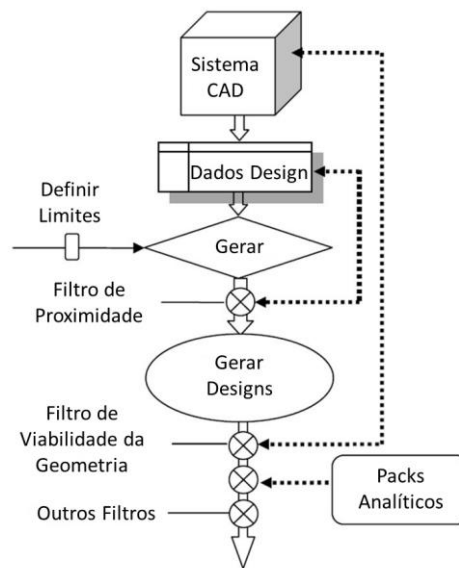 Sistema
CAD
Dados Design
Definir
Limites
Gerar
Filtro de
Proximidade
Gerar
Designs
Filtro de
Viabilidade da
Geometria
Packs
Analíticos
Outros Filtros